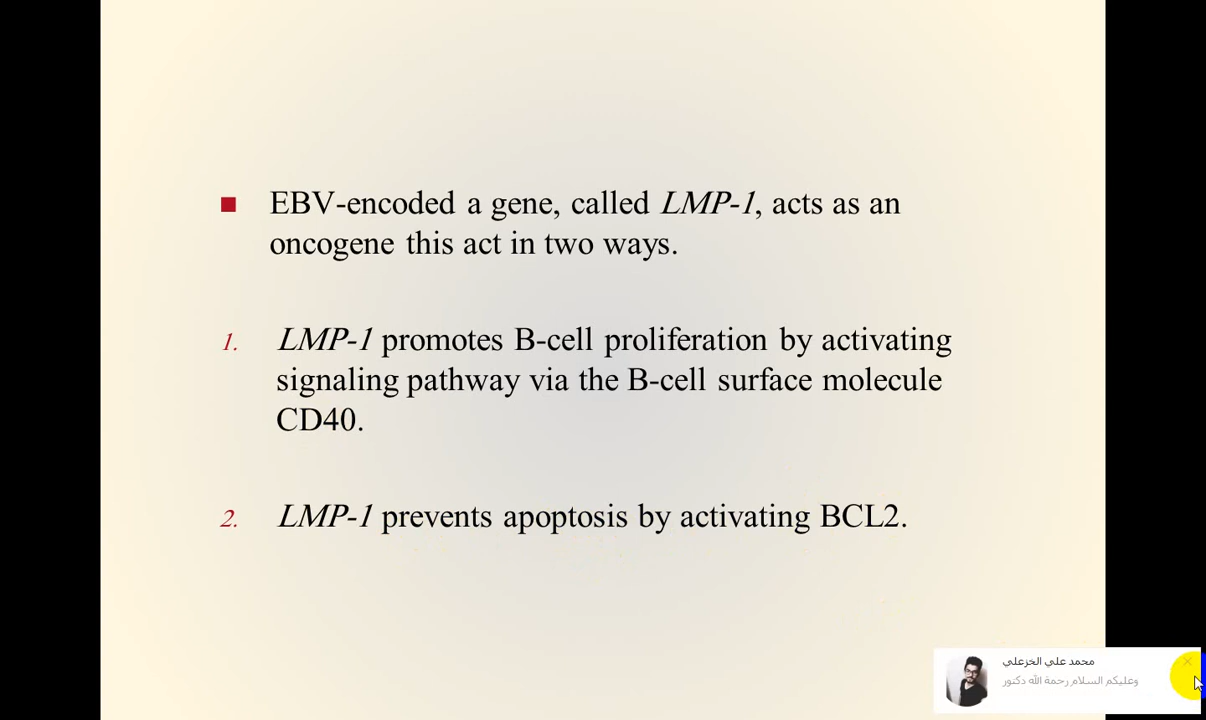 EBV-encoded a gene, called LMP-1, acts as an
oncogene this act in two ways.
1. LMP-1 promotes B-cell proliferation by activating
signaling pathway via the B-cell surface molecule
CD40.
2. LMP-1 prevents apoptosis by activating BCL2.
محمد علي الخزعلي
وعليكم السلام رحمة الله دكتور